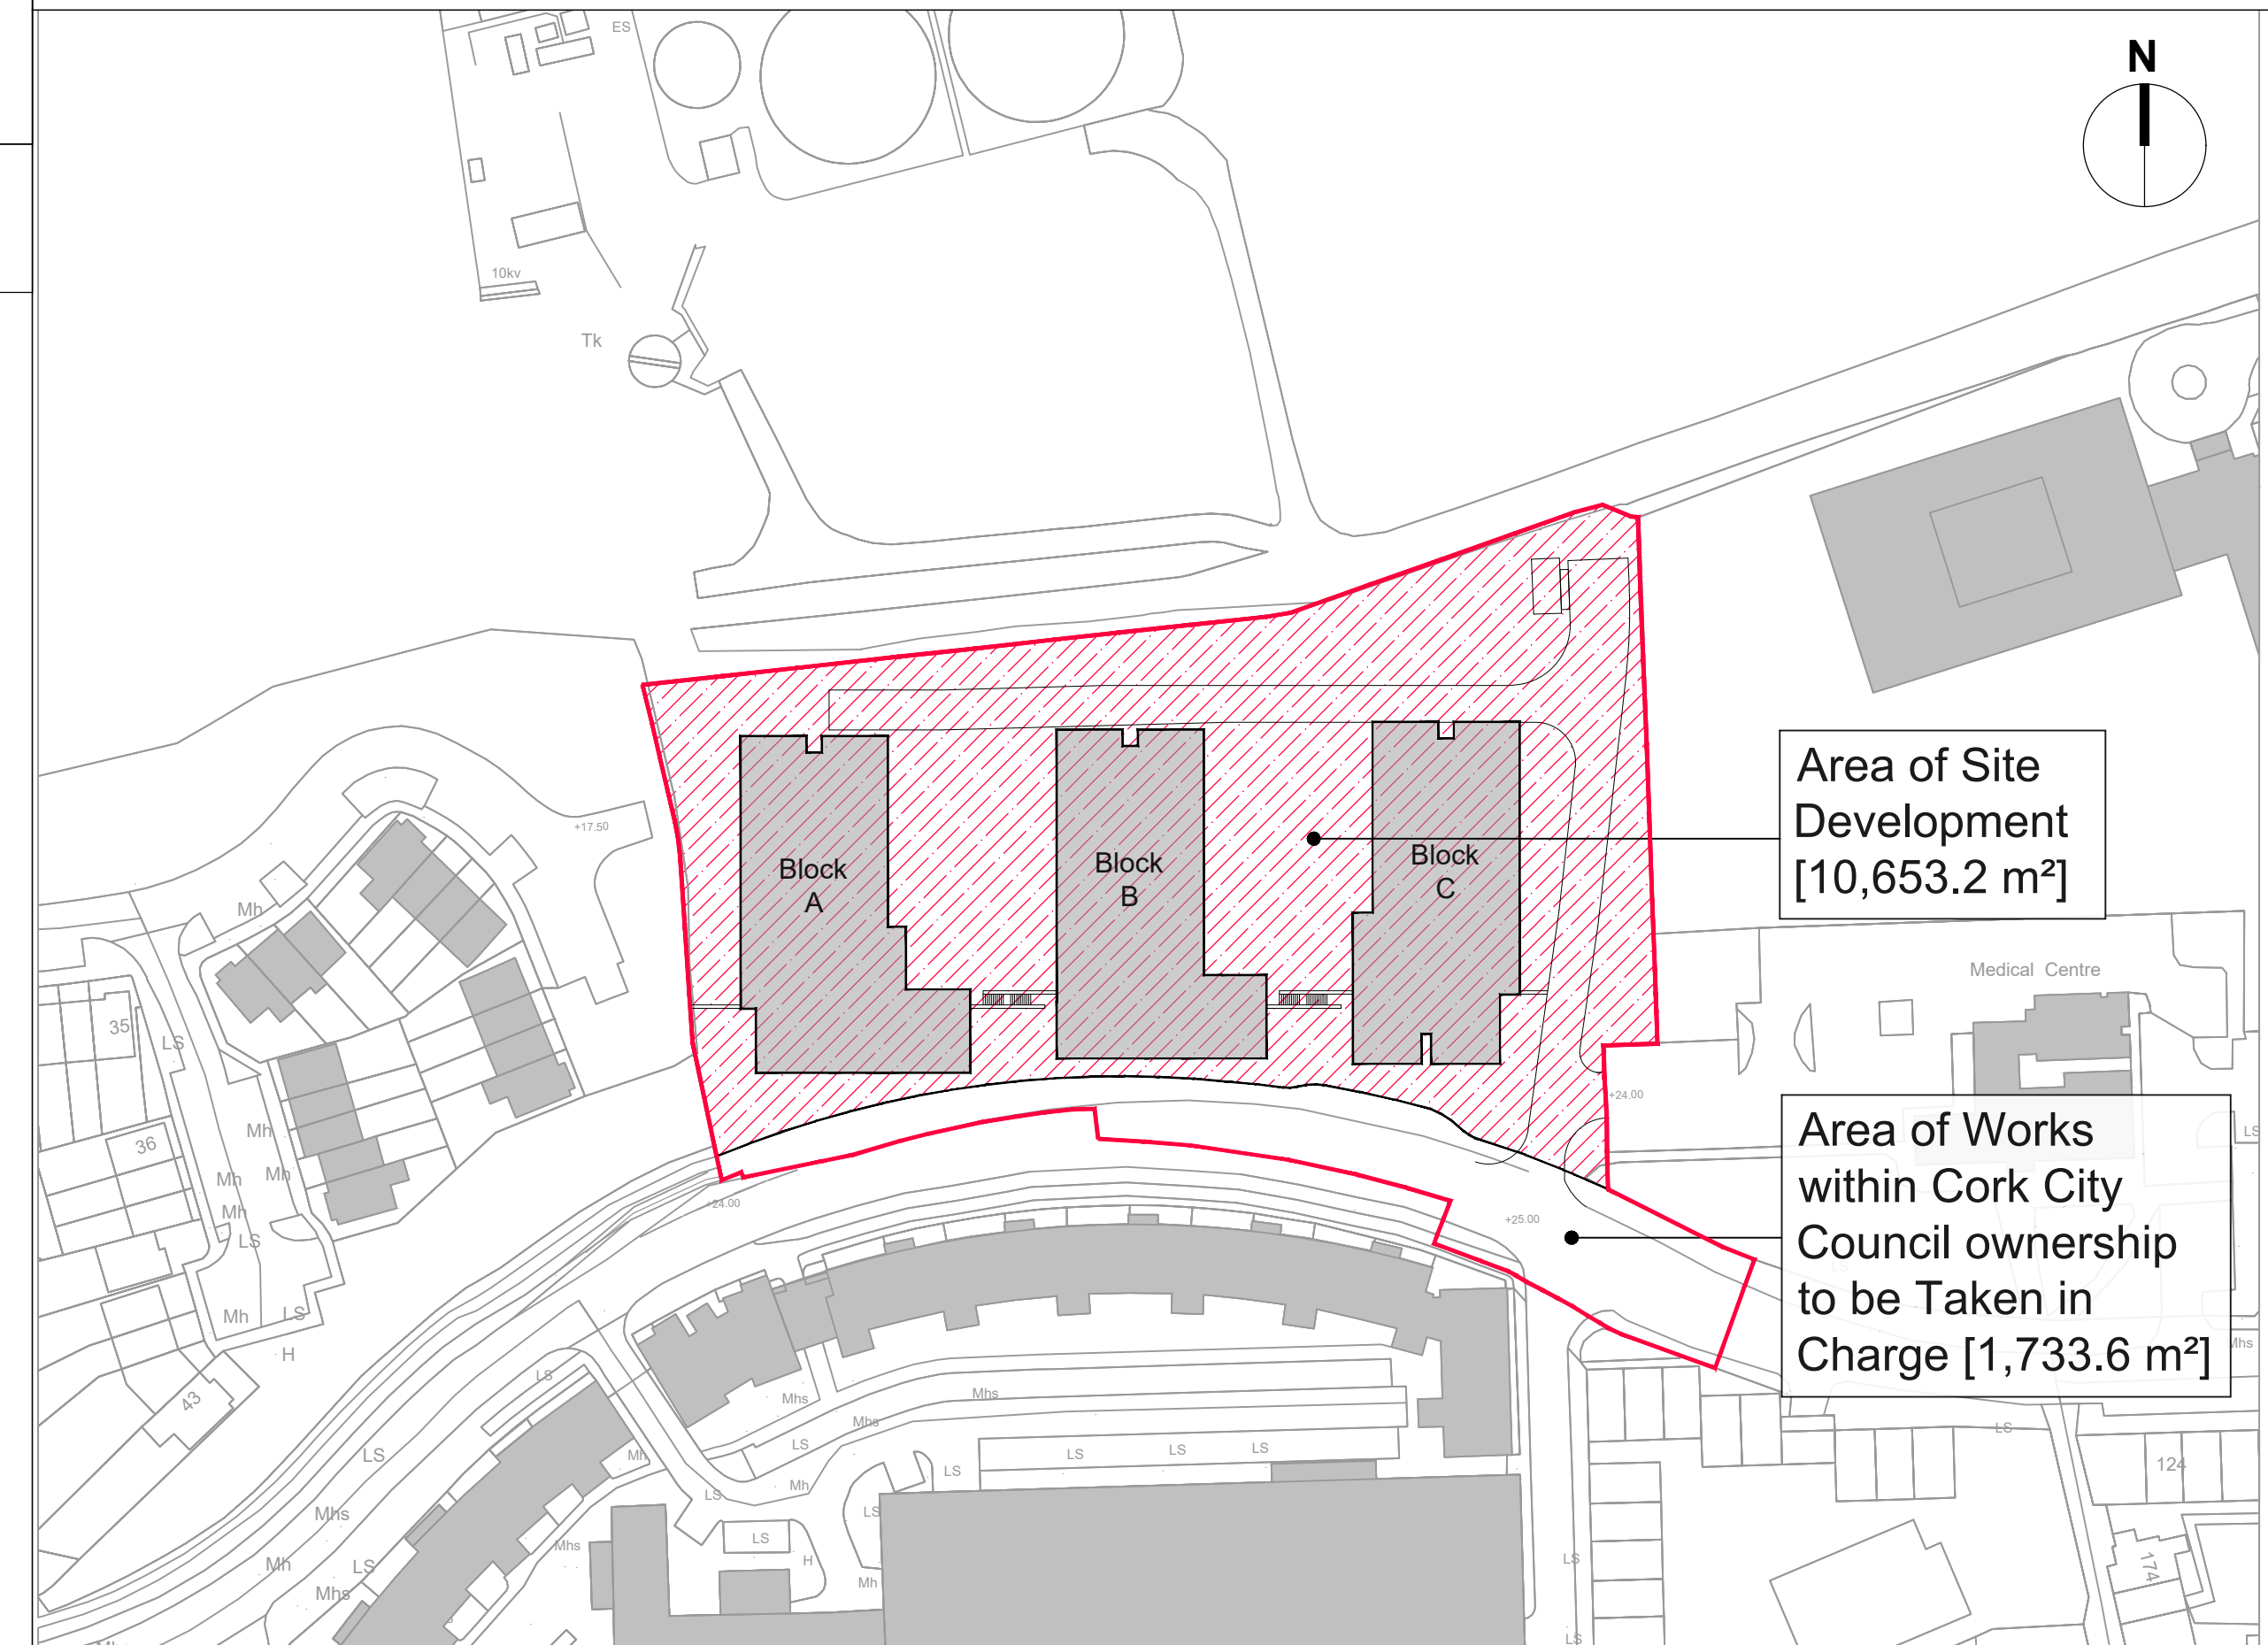 ES
N
10kv
Tk
Area of Site
Development
[10,653.2 m²]
+17.50
Block
A
Block
B
Block
C
Mh
Medical Centre
35
LS
+24.00
Mh
36
Mh
Mh
Mh
LS
+24.00
+25.00
Area of Works
within Cork City
Council ownership
to be Taken in
Charge [1,733.6 m²]
LS
Mhs
Mh
LS
H
LS
43
Mhs
Mhs
Mhs
LS
LS
LS
LS
LS
LS
124
Mh
Mh
LS
LS
LS
Mhs
LS
H
Mhs
Mh
LS
Mh
LS
174
Mhs
LS